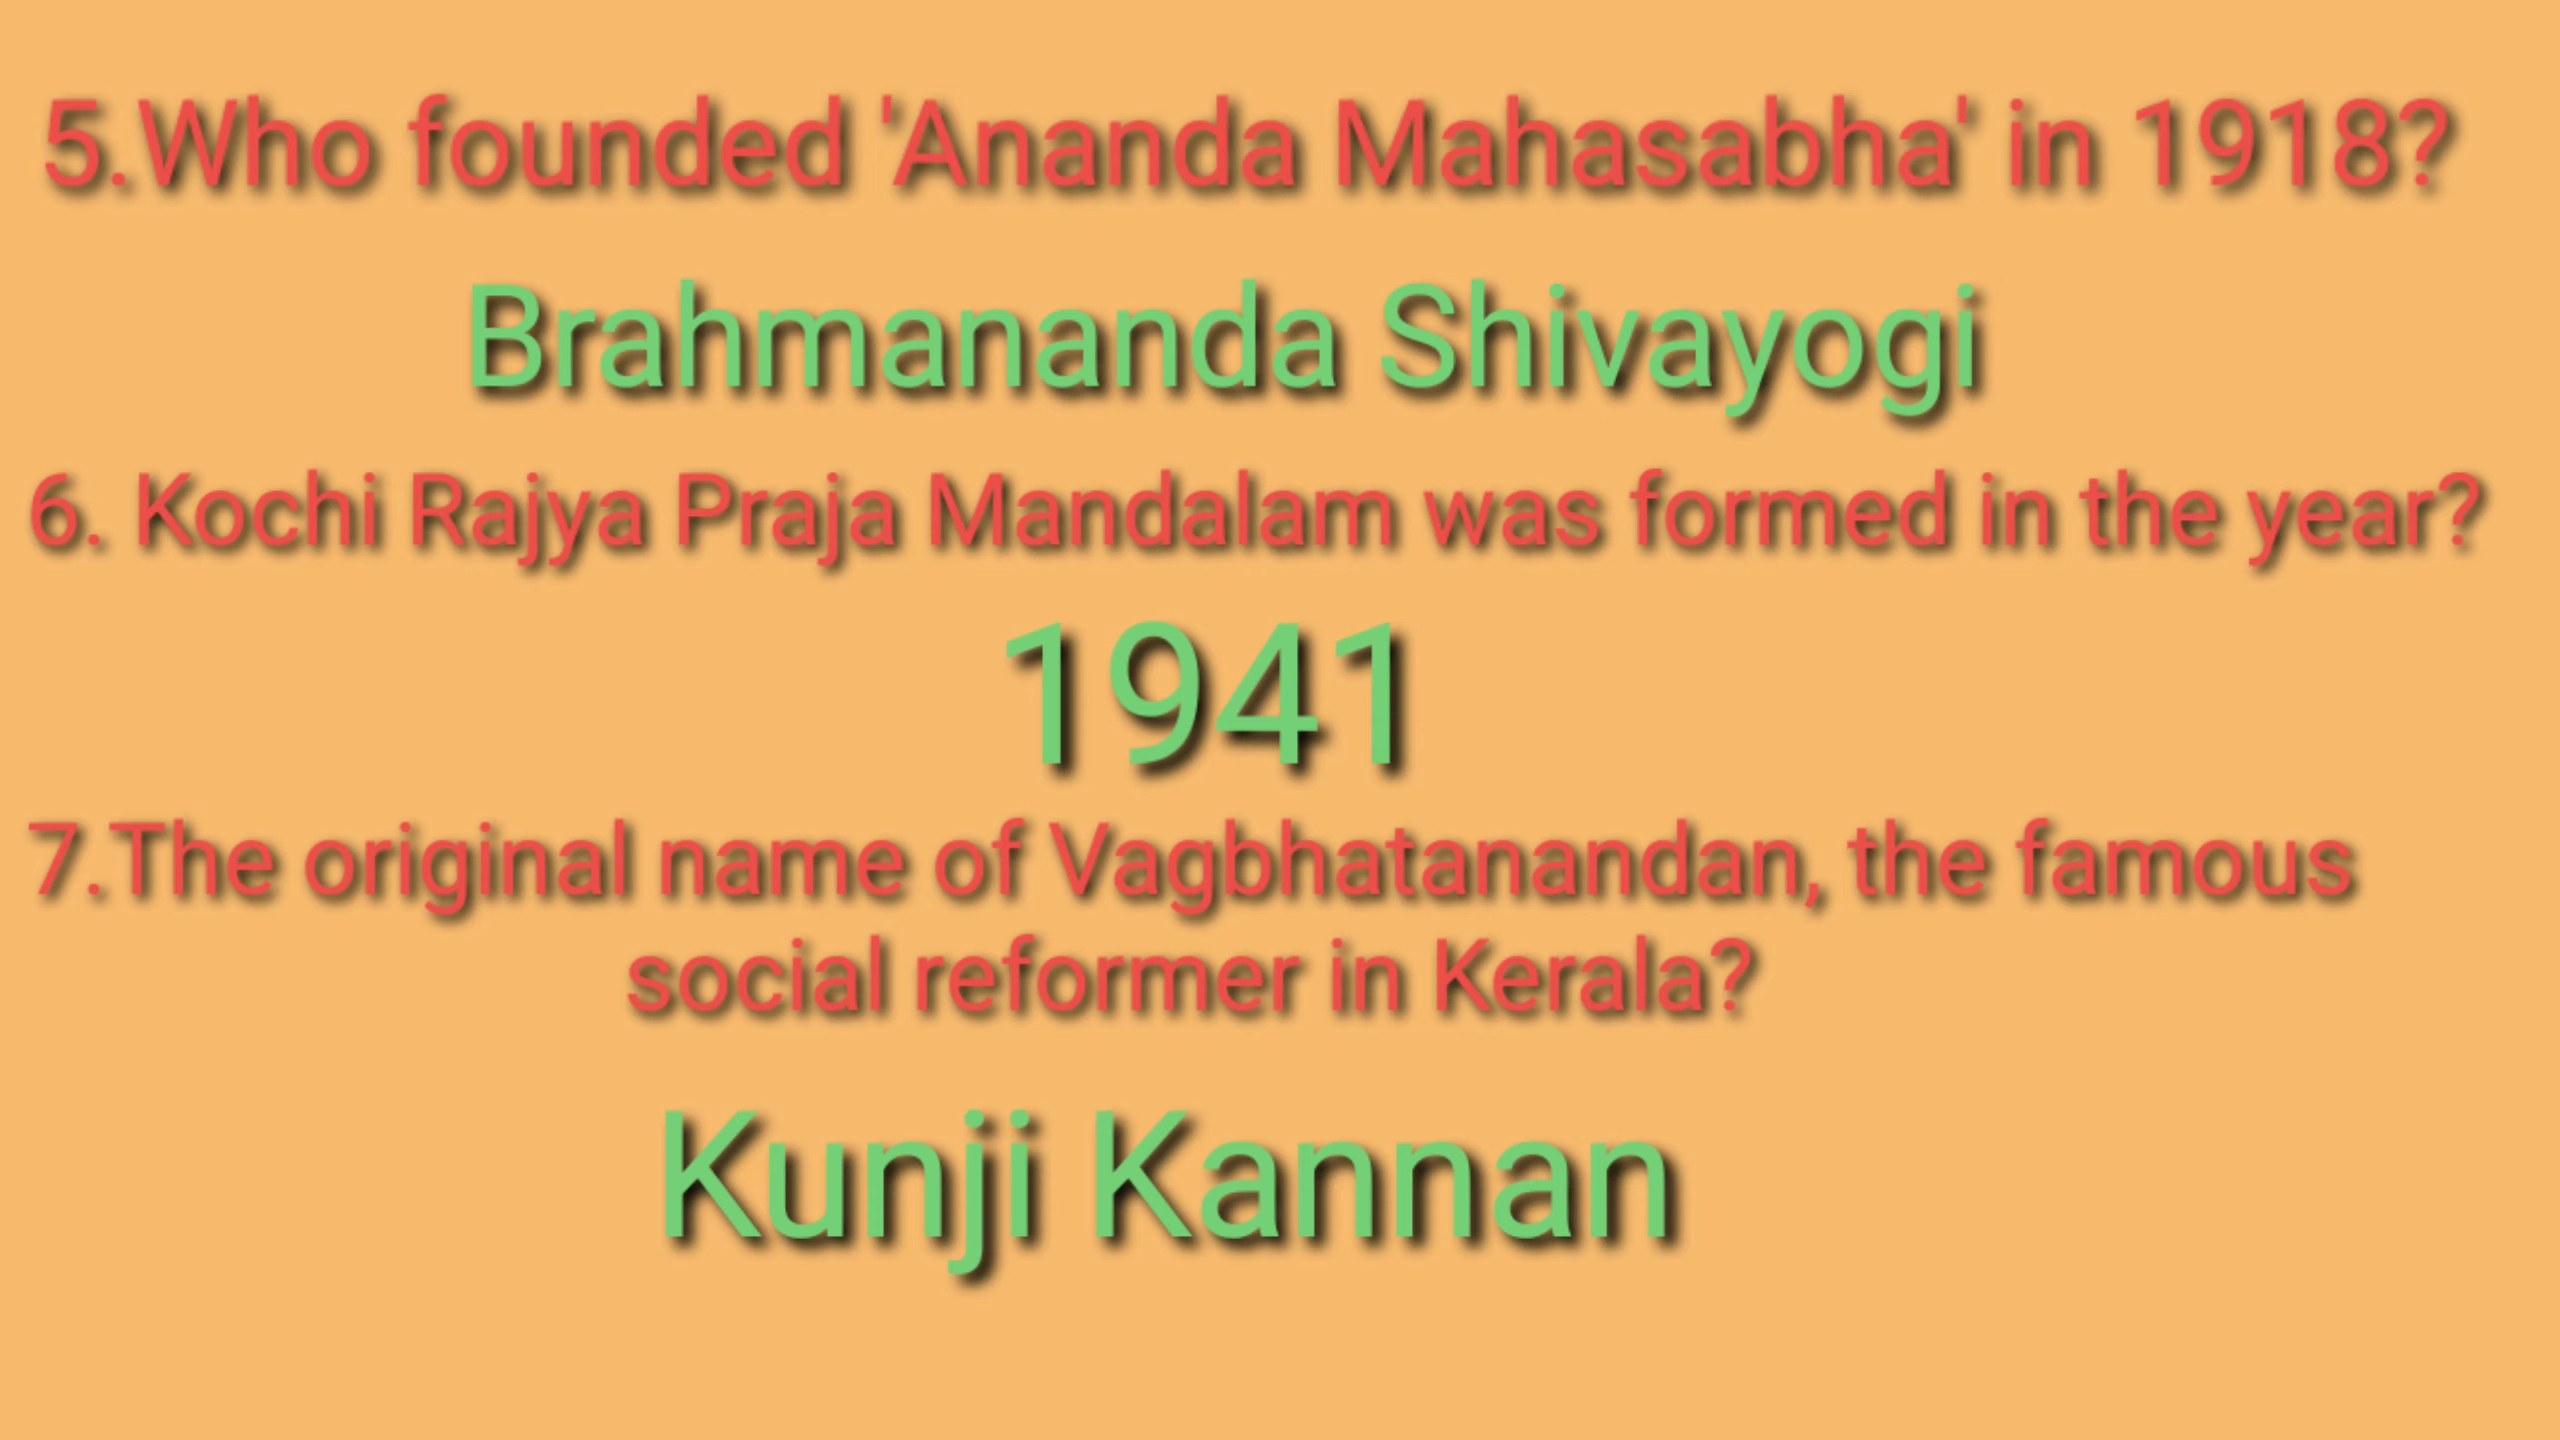 5.Who founded 'Ananda Mahasabha' in 1918?
Brahmananda Shivayogi
6. Kochi Rajya Praja Mandalam was formed in the year?
1941
7.The original name of Vagbhatanandan, the famous
social reformer in Kerala?
Kunji Kannan